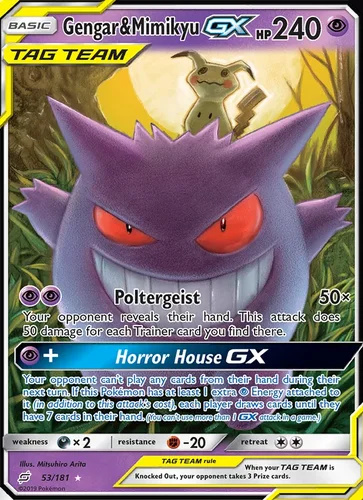 BASIC Gengar&Mimikyu GX HP 240
TAG TEAM
Poltergeist 50×
Your opponent reveals their hand. This attack does
50 damage for each Trainer card you find there.
+ Horror House GX
Your opponent can't play any cards from their hand during their
next turn. If this Pokémon has at least 1 extra Energy attached to
it (in addition to this attack's cost), each player draws cards until they
have 7 cards in their hand. (You can't use more than 1 GX attack in a game.)
weakness ×2 resistance -20 retreat
TAG TEAM rule
Illus. Mitsuhiro Arita
When your TAG TEAM is
Knocked Out, your opponent takes 3 Prize cards.
53/181
©2019 Pokémon